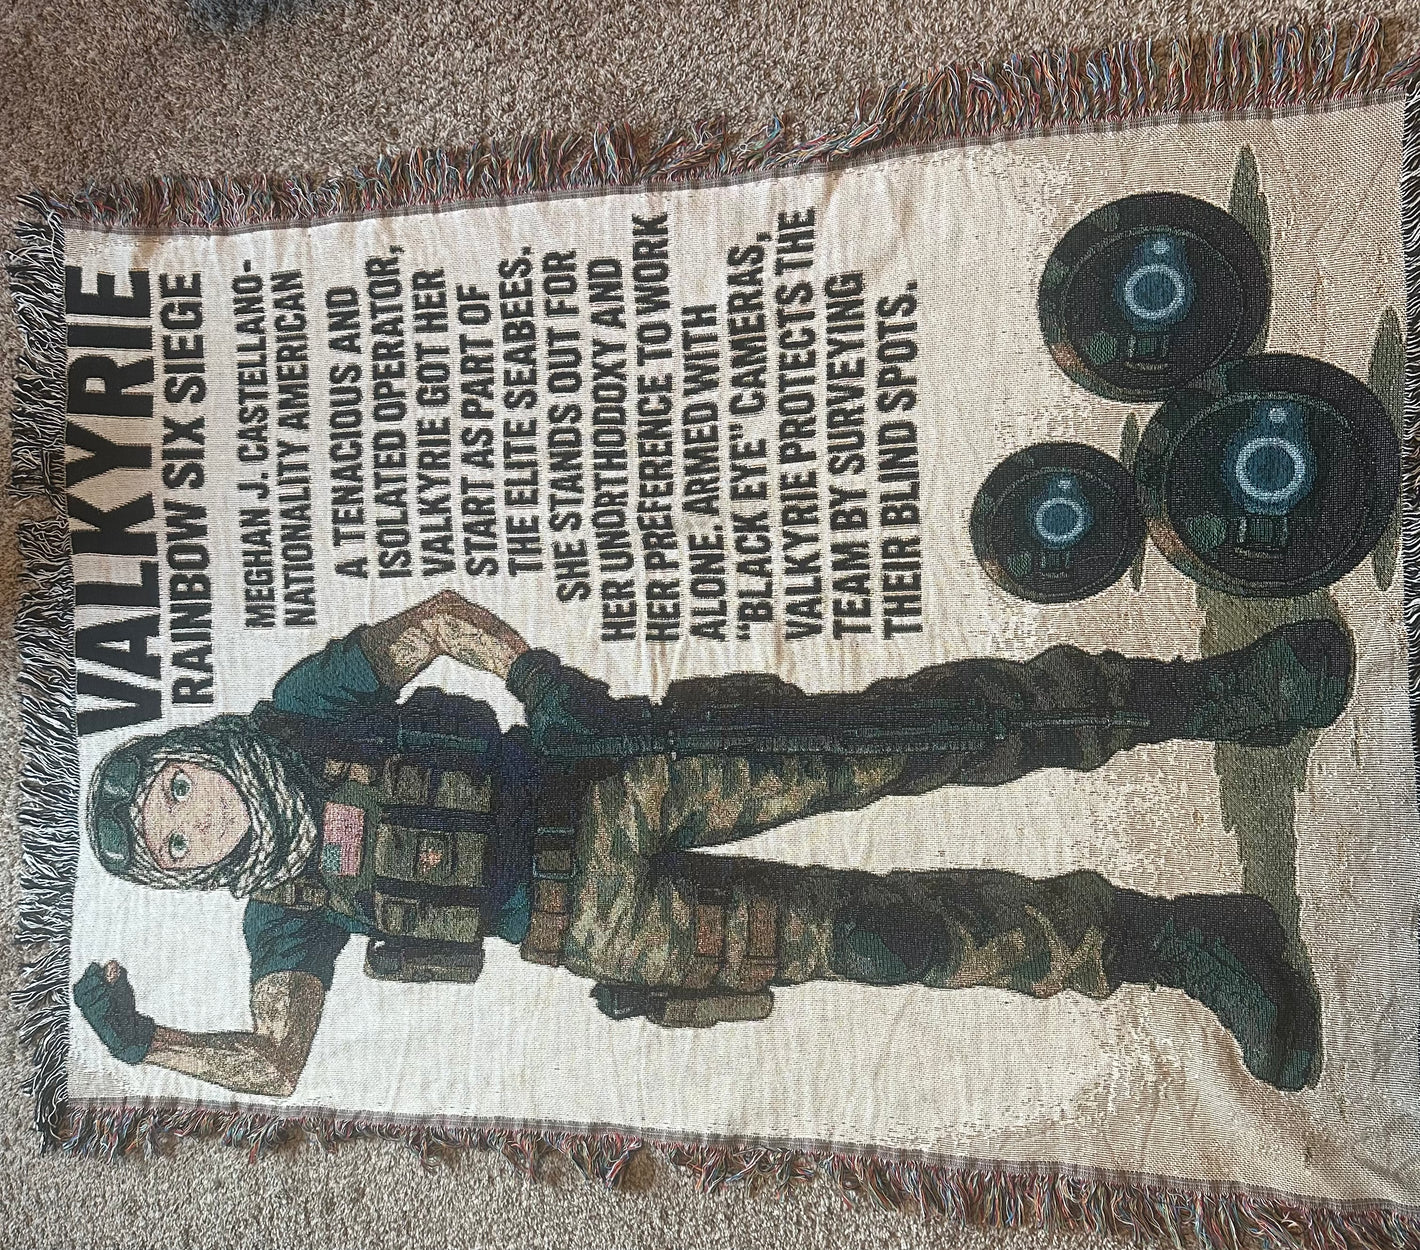 VALKYRIE
RAINBOW SIX SIEGE
MEGHAN J. CASTELLANO-
NATIONALITY AMERICAN
A TENACIOUS AND
ISOLATED OPERATOR,
VALKYRIE GOT HER
START AS PART OF
THE ELITE SEABEES.
SHE STANDS OUT FOR
HER UNORTHODOXY AND
HER PREFERENCE TO WORK
ALONE. ARMED WITH
"BLACK EYE" CAMERAS,
VALKYRIE PROTECTS THE
TEAM BY SURVEYING
THEIR BLIND SPOTS.